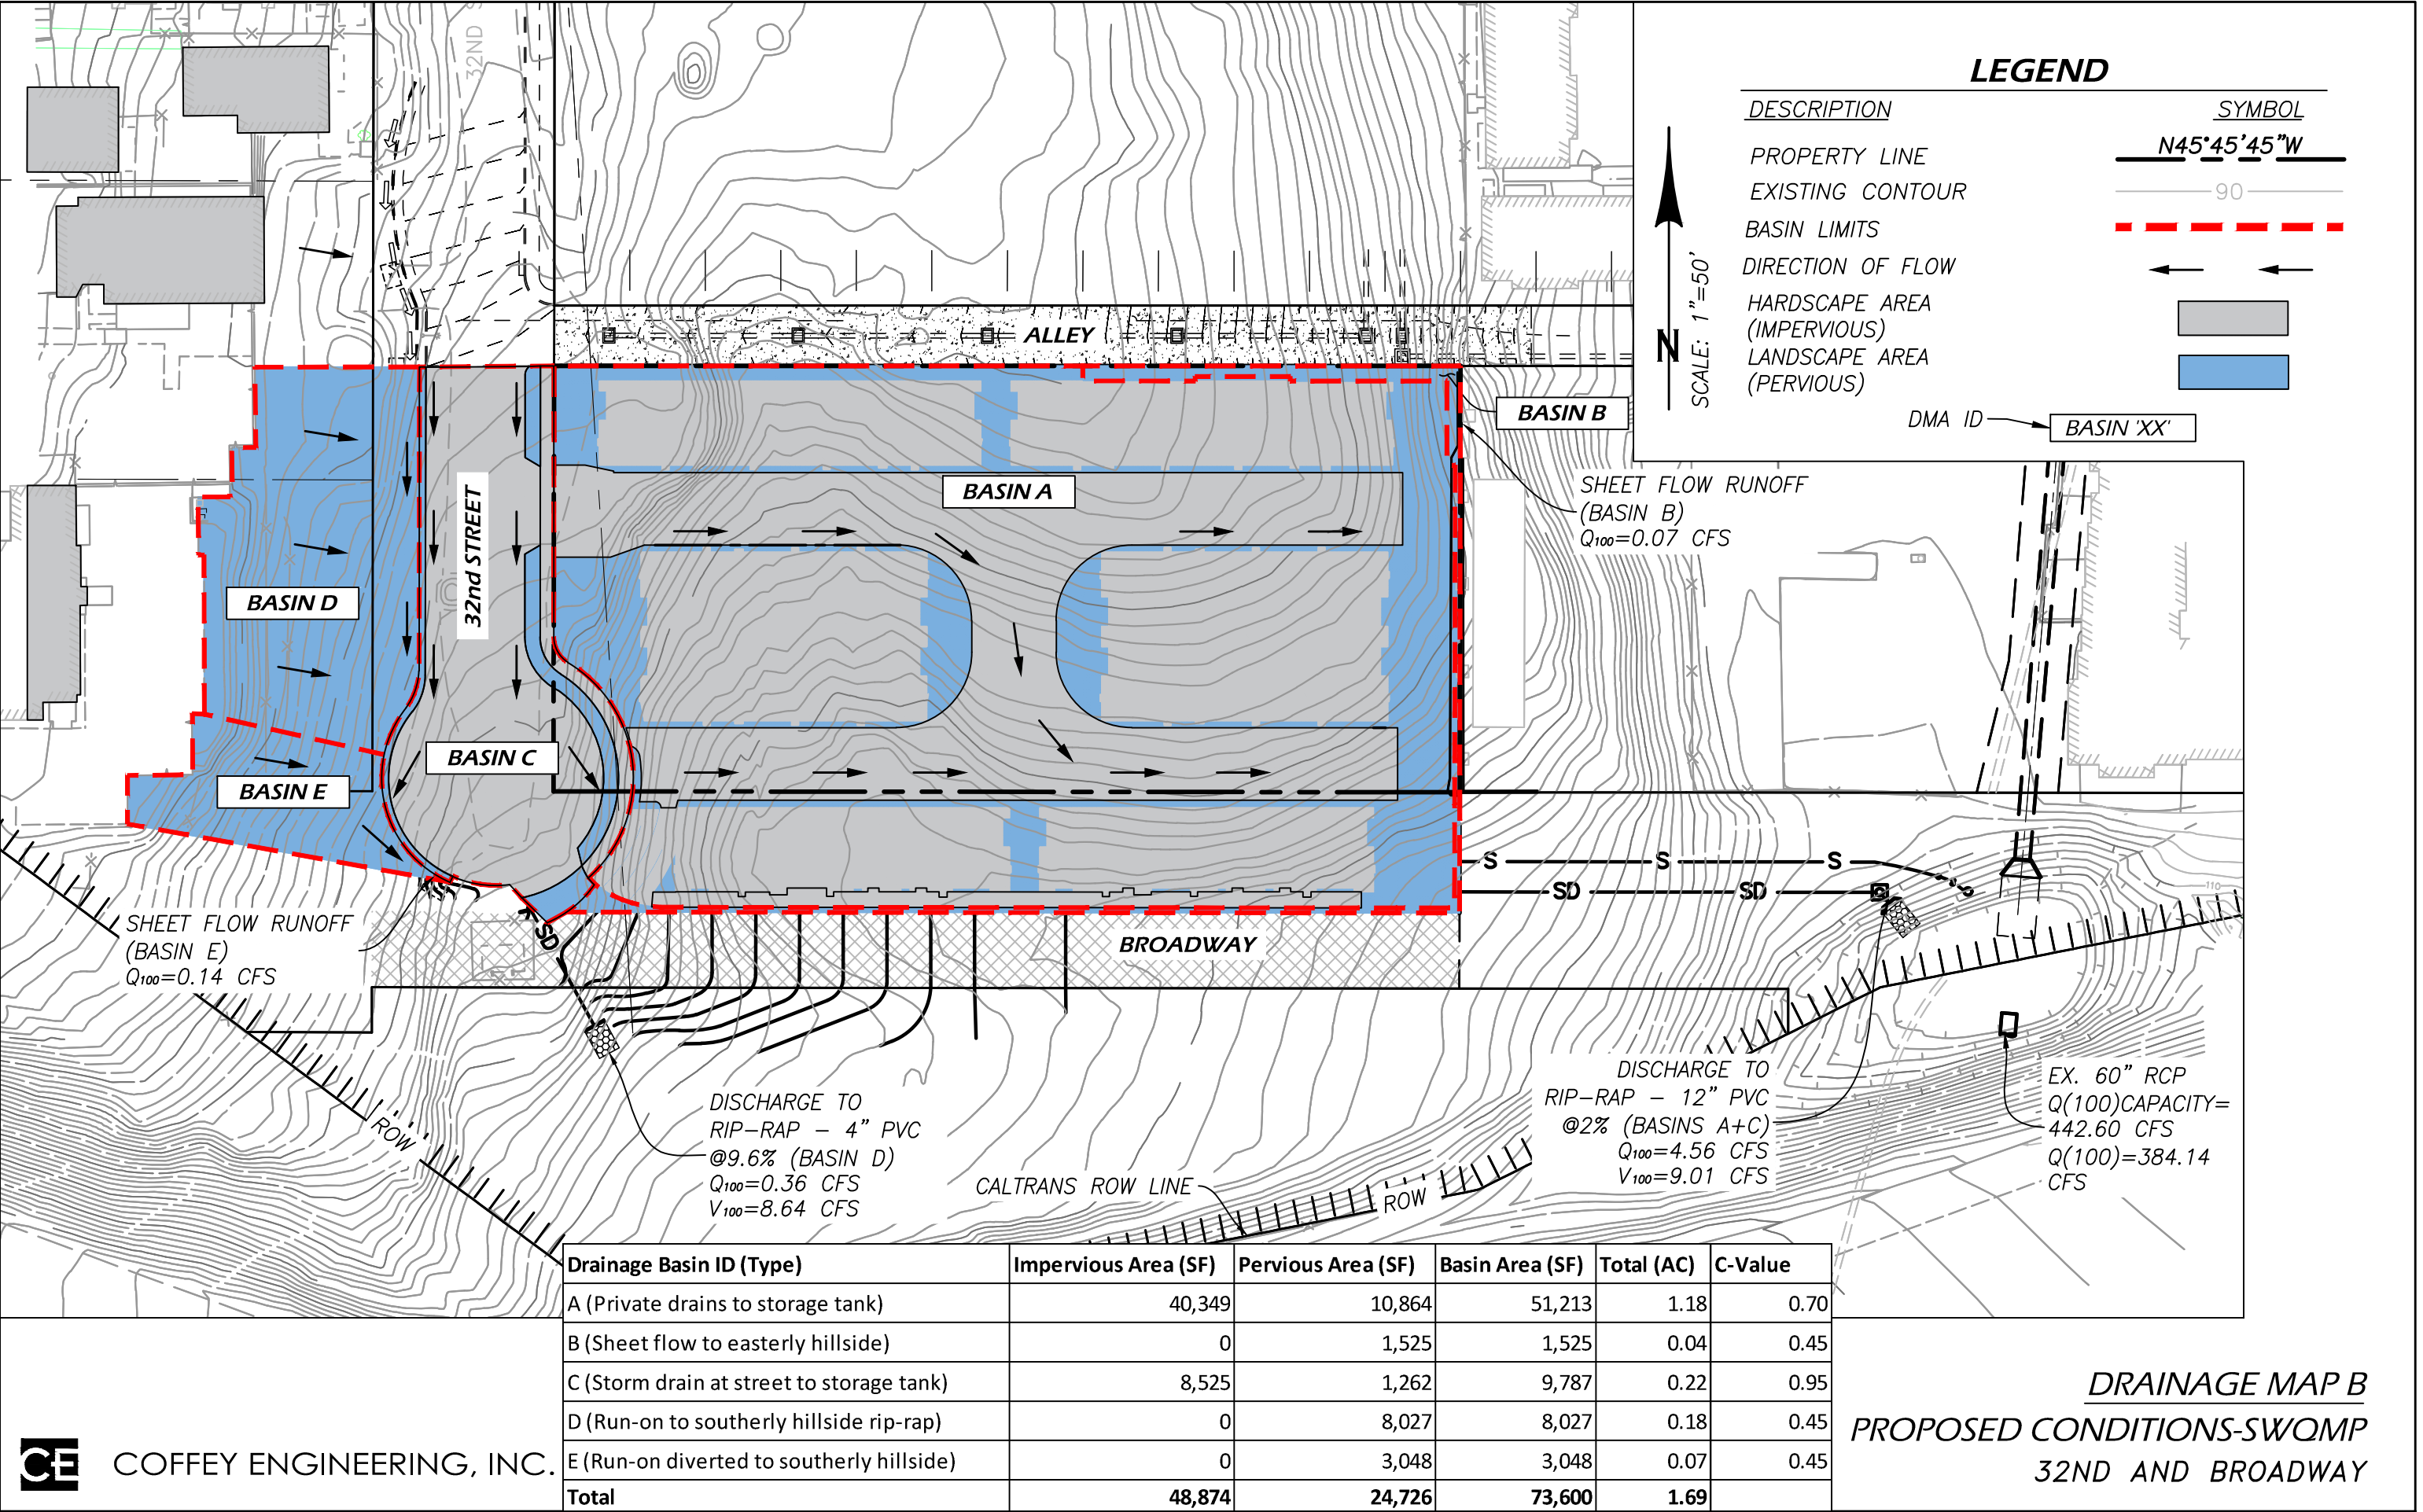 32ND S
LEGEND
DESCRIPTION SYMBOL
PROPERTY LINE N45°45'45"W
EXISTING CONTOUR 90
BASIN LIMITS
DIRECTION OF FLOW
HARDSCAPE AREA
(IMPERVIOUS)
LANDSCAPE AREA
(PERVIOUS)
DMA ID BASIN 'XX'
N
SCALE: 1"=50'
ALLEY
BASIN B
BASIN A
SHEET FLOW RUNOFF
(BASIN B)
Q₁₀₀=0.07 CFS
32nd STREET
BASIN D
BASIN C
BASIN E
S S S
SD SD
110
SD
SHEET FLOW RUNOFF
(BASIN E)
Q₁₀₀=0.14 CFS
BROADWAY
ROW
DISCHARGE TO
RIP-RAP - 4" PVC
@9.6% (BASIN D)
Q₁₀₀=0.36 CFS
V₁₀₀=8.64 CFS
CALTRANS ROW LINE
ROW
DISCHARGE TO
RIP-RAP - 12" PVC
@2% (BASINS A+C)
Q₁₀₀=4.56 CFS
V₁₀₀=9.01 CFS
EX. 60" RCP
Q(100)CAPACITY=
442.60 CFS
Q(100)=384.14
CFS
Drainage Basin ID (Type) Impervious Area (SF) Pervious Area (SF) Basin Area (SF) Total (AC) C-Value
A (Private drains to storage tank) 40,349 10,864 51,213 1.18 0.70
B (Sheet flow to easterly hillside) 0 1,525 1,525 0.04 0.45
C (Storm drain at street to storage tank) 8,525 1,262 9,787 0.22 0.95
D (Run-on to southerly hillside rip-rap) 0 8,027 8,027 0.18 0.45
E (Run-on diverted to southerly hillside) 0 3,048 3,048 0.07 0.45
Total 48,874 24,726 73,600 1.69
CE COFFEY ENGINEERING, INC.
DRAINAGE MAP B
PROPOSED CONDITIONS-SWQMP
32ND AND BROADWAY